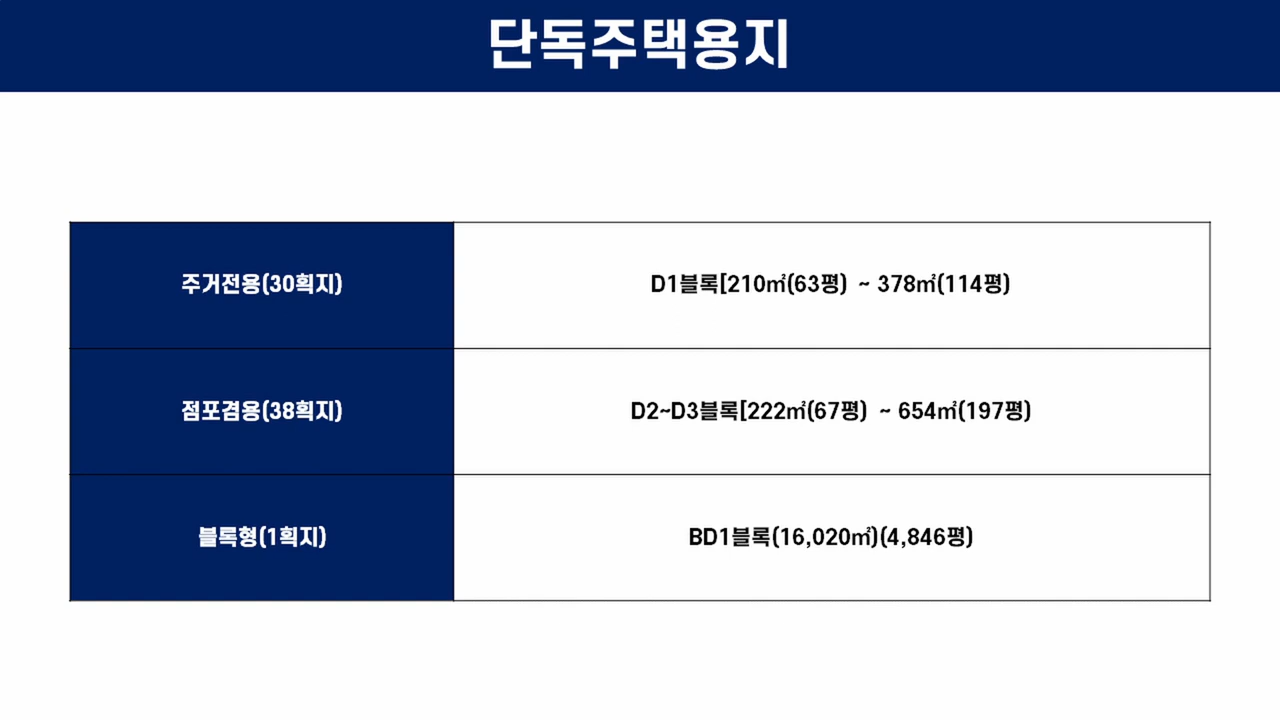 단독주택용지
주거전용(30획지)
D1블록[210㎡(63평) ~ 378㎡(114평)
점포겸용(38획지)
D2~D3블록[222㎡(67평) ~ 654㎡(197평)
블록형(1획지)
BD1블록(16,020㎡)(4,846평)